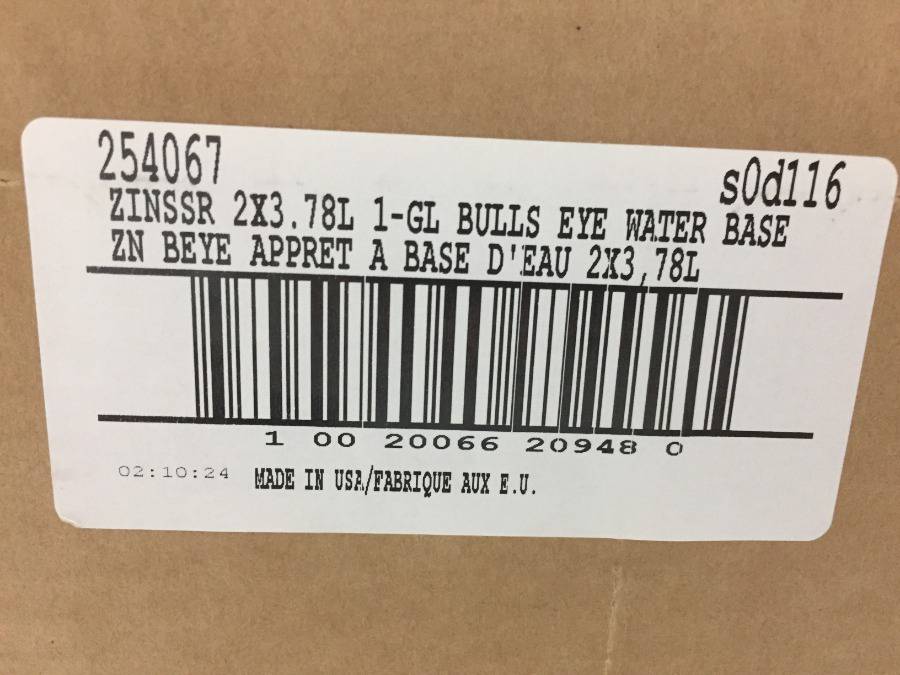 254067
s0d116
ZINSSR 2X3.78L 1-GL BULLS EYE WATER BASE
ZN BEYE APPRET A BASE D'EAU 2X3,78L
1 00 20066 20948 0
02:10:24 MADE IN USA/FABRIQUE AUX E.U.